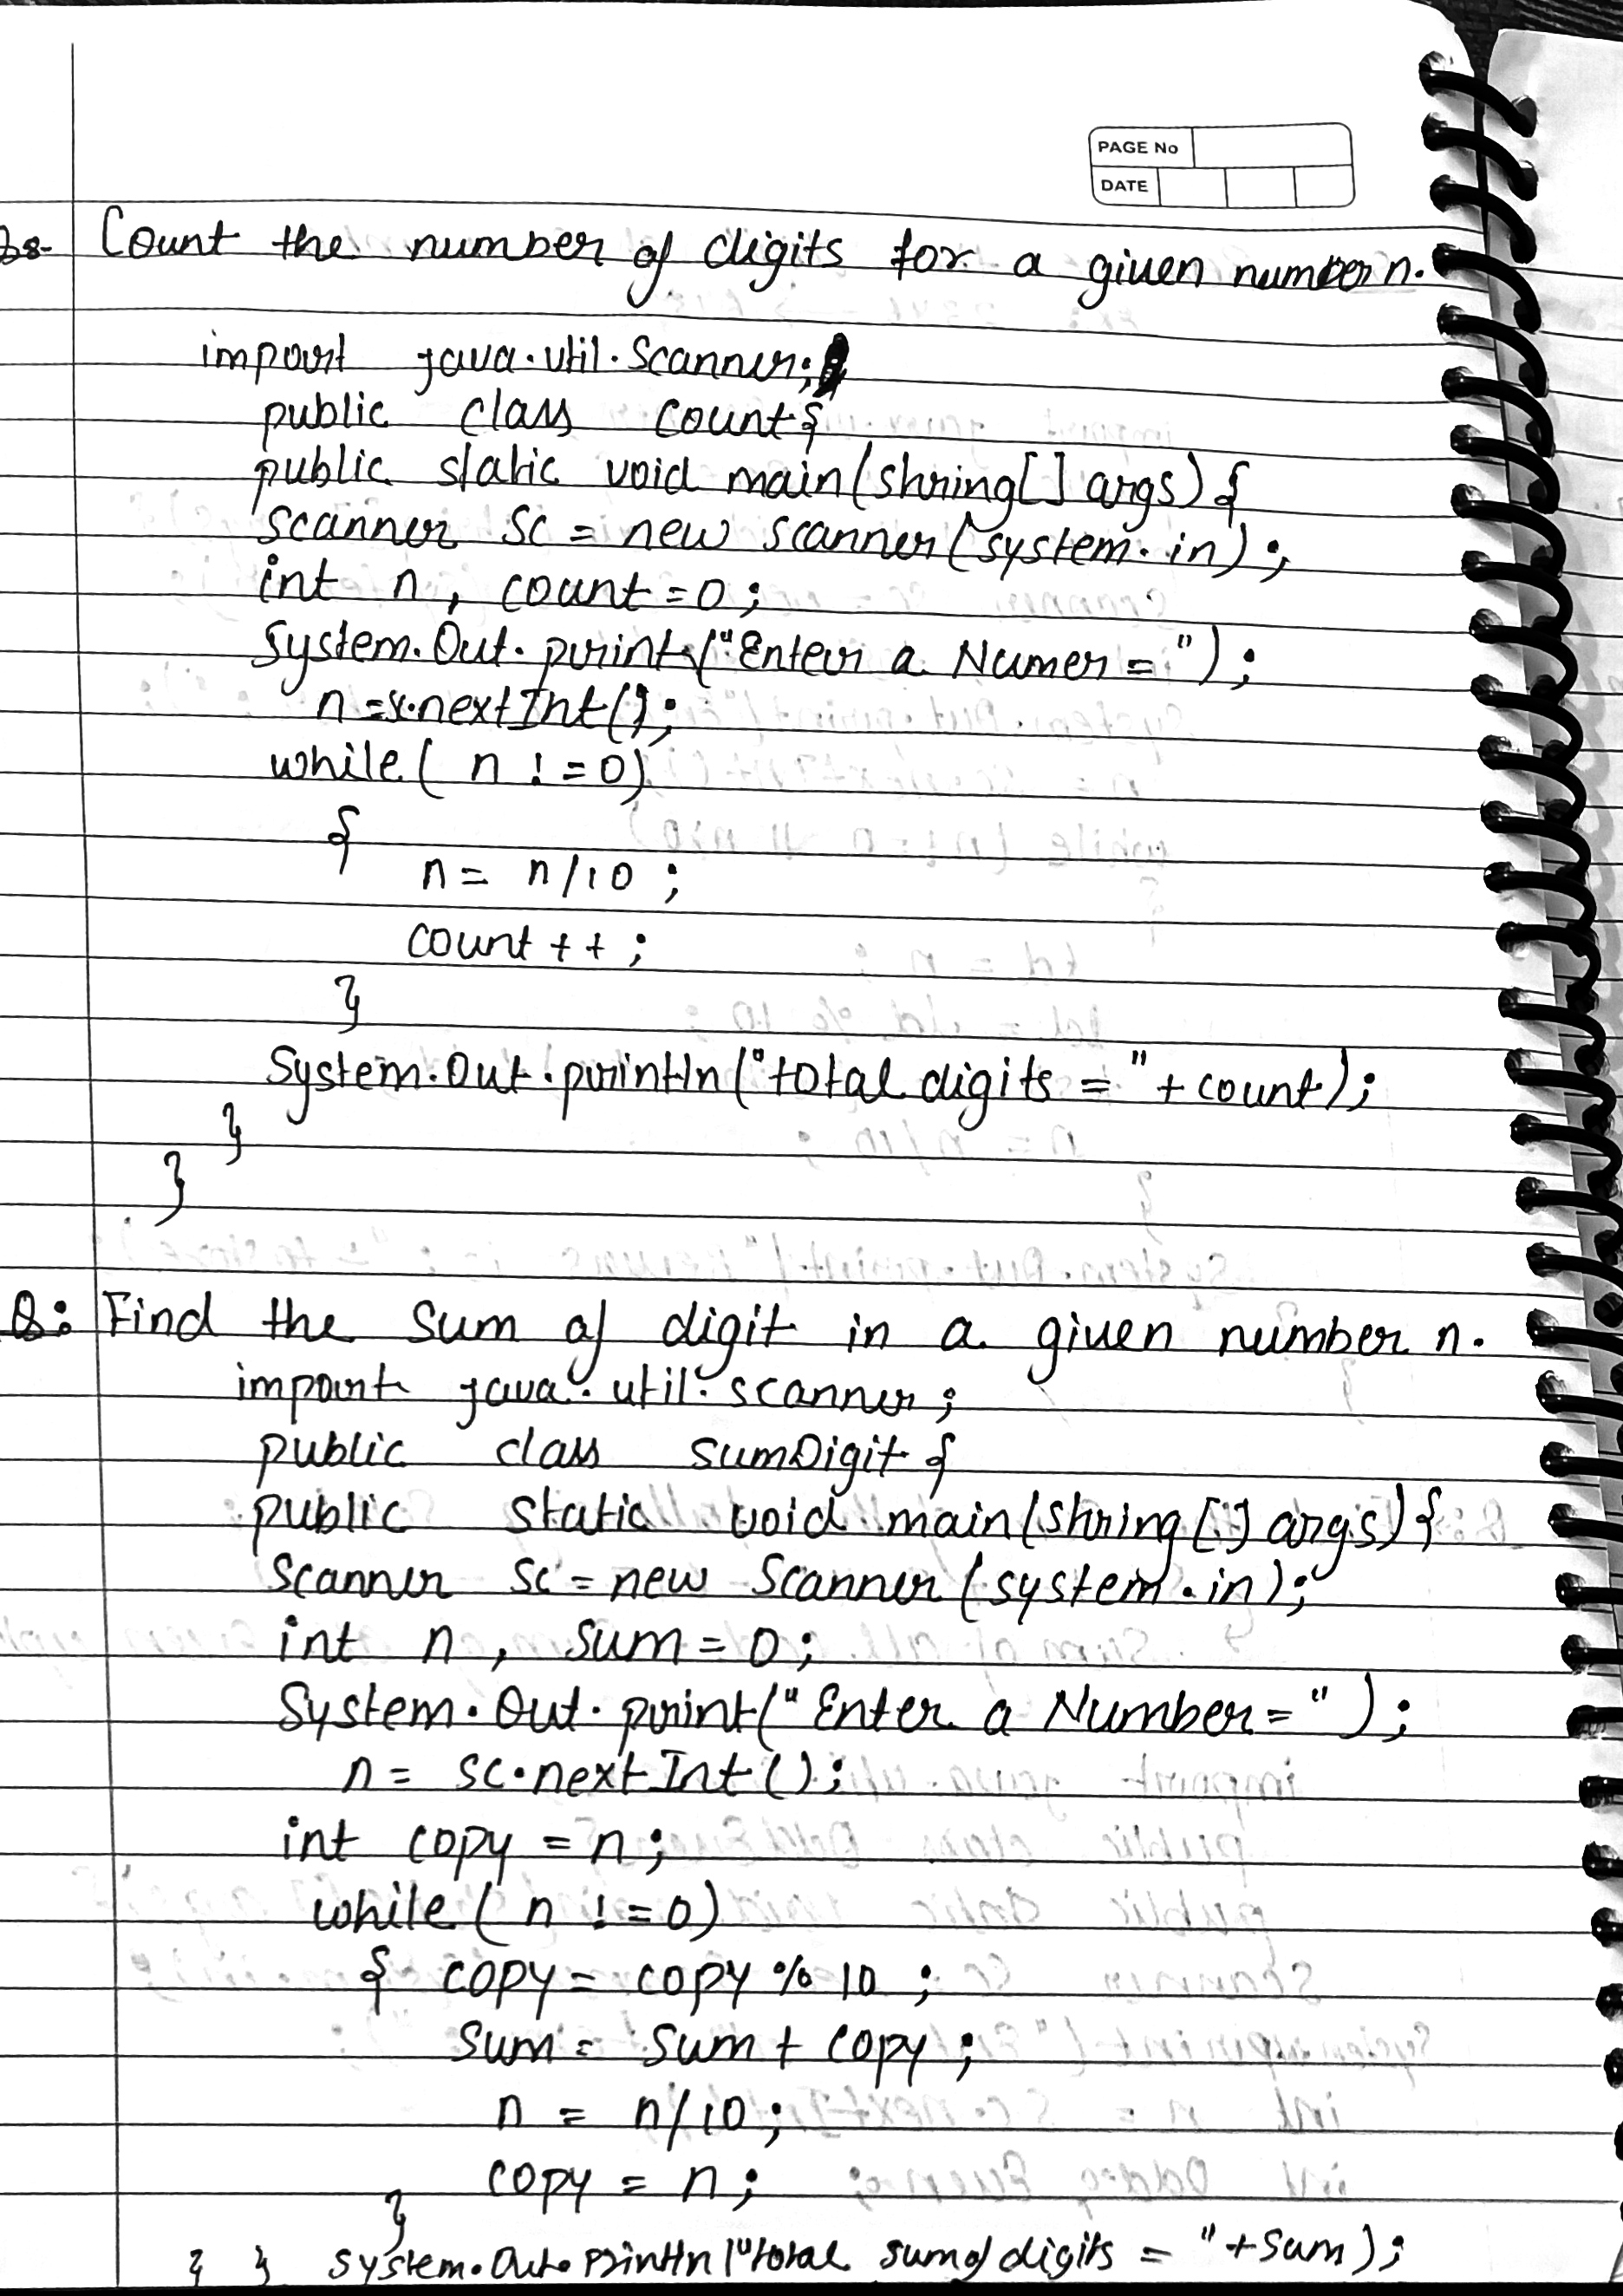 PAGE No
DATE
Q:- Count the number of digits for a given number n.
import java.util.Scanner;
public class count{
public static void main(string[] args){
scanner sc = new scanner(system.in);
int n, count=0;
System.Out.print("Enter a Numer = ");
n=s.nextInt();
while( n != 0)
{
n = n/10 ;
count++ ;
}
System.Out.println("total digits = "+count);
}
}
Q: Find the sum of digit in a given number n.
import java.util.scanner;
public class sumDigit {
public static void main(string[] args){
Scanner sc = new Scanner (system.in);
int n, sum = 0;
System.Out.print("Enter a Number= ");
n = sc.nextInt();
int copy = n;
while( n != 0)
{ copy = copy % 10 ;
sum = sum + copy ;
n = n/10;
copy = n;
}
} } system.Out.println("total sum of digits = "+sum);